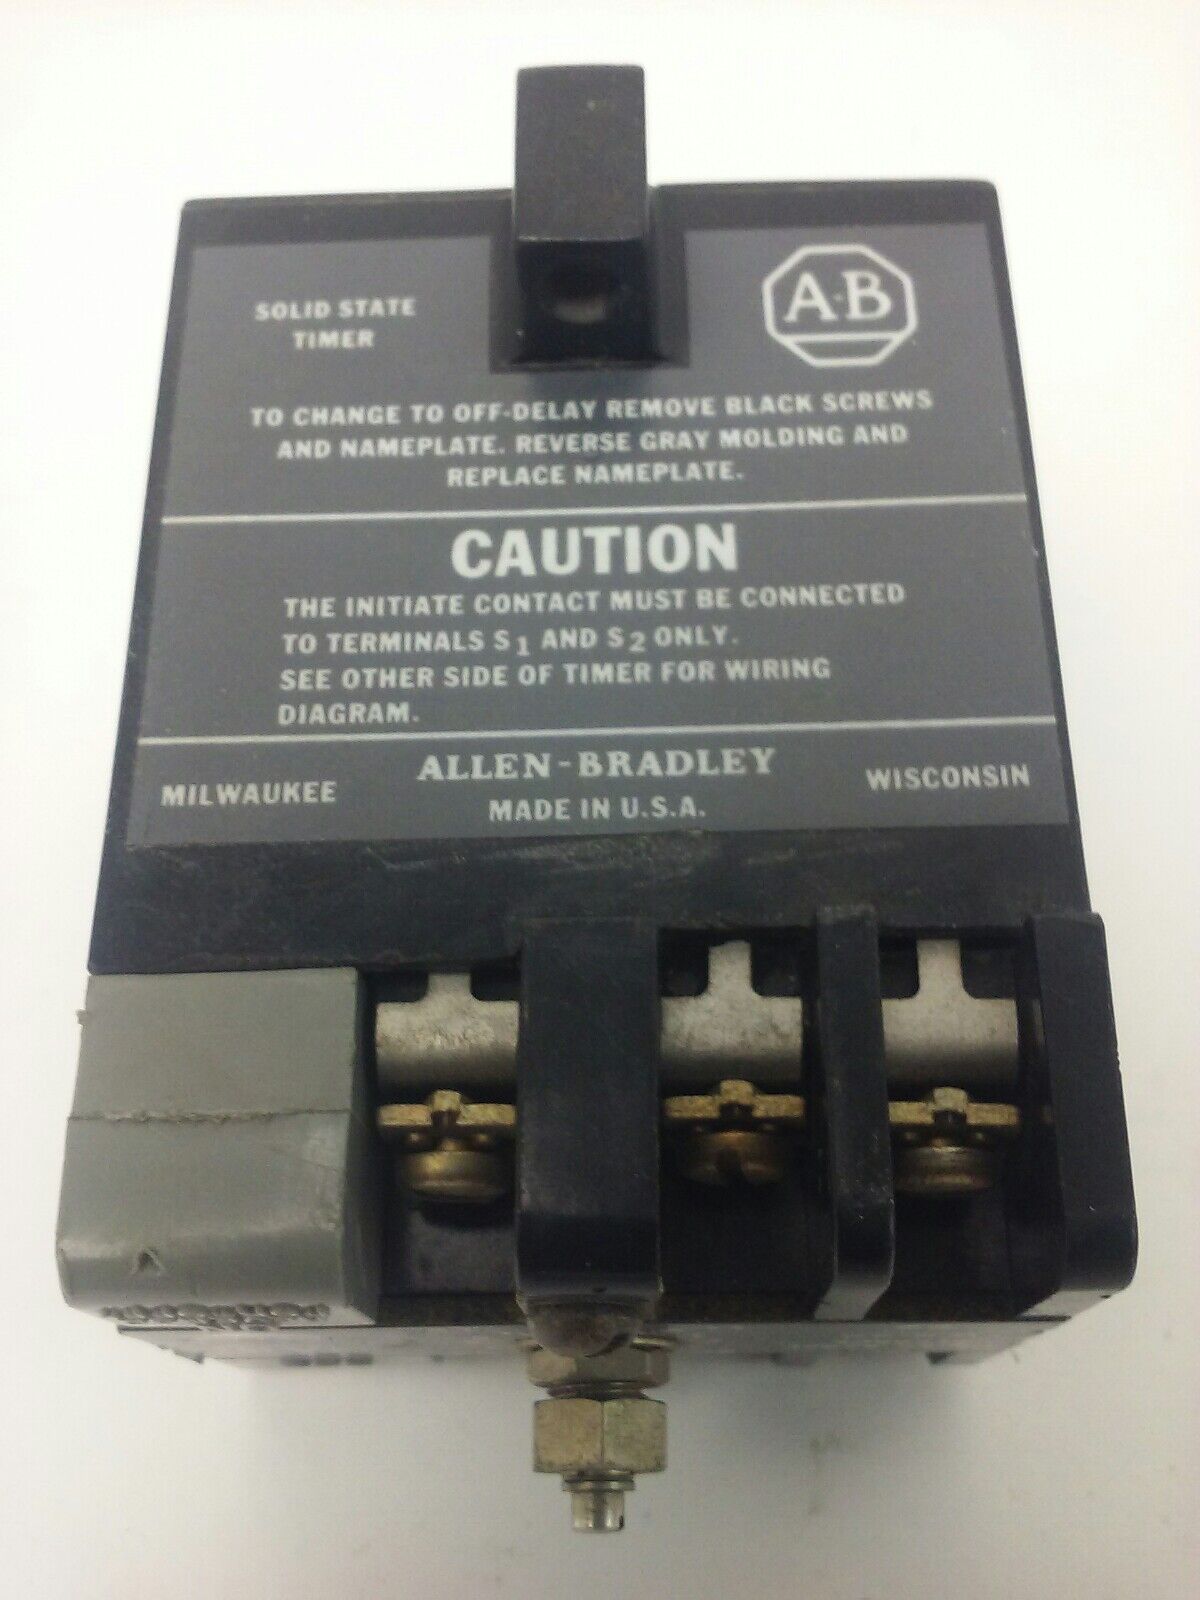 SOLID STATE
TIMER
A-B
TO CHANGE TO OFF-DELAY REMOVE BLACK SCREWS
AND NAMEPLATE. REVERSE GRAY MOLDING AND
REPLACE NAMEPLATE.
CAUTION
THE INITIATE CONTACT MUST BE CONNECTED
TO TERMINALS S1 AND S2 ONLY.
SEE OTHER SIDE OF TIMER FOR WIRING
DIAGRAM.
ALLEN-BRADLEY
MILWAUKEE WISCONSIN
MADE IN U.S.A.